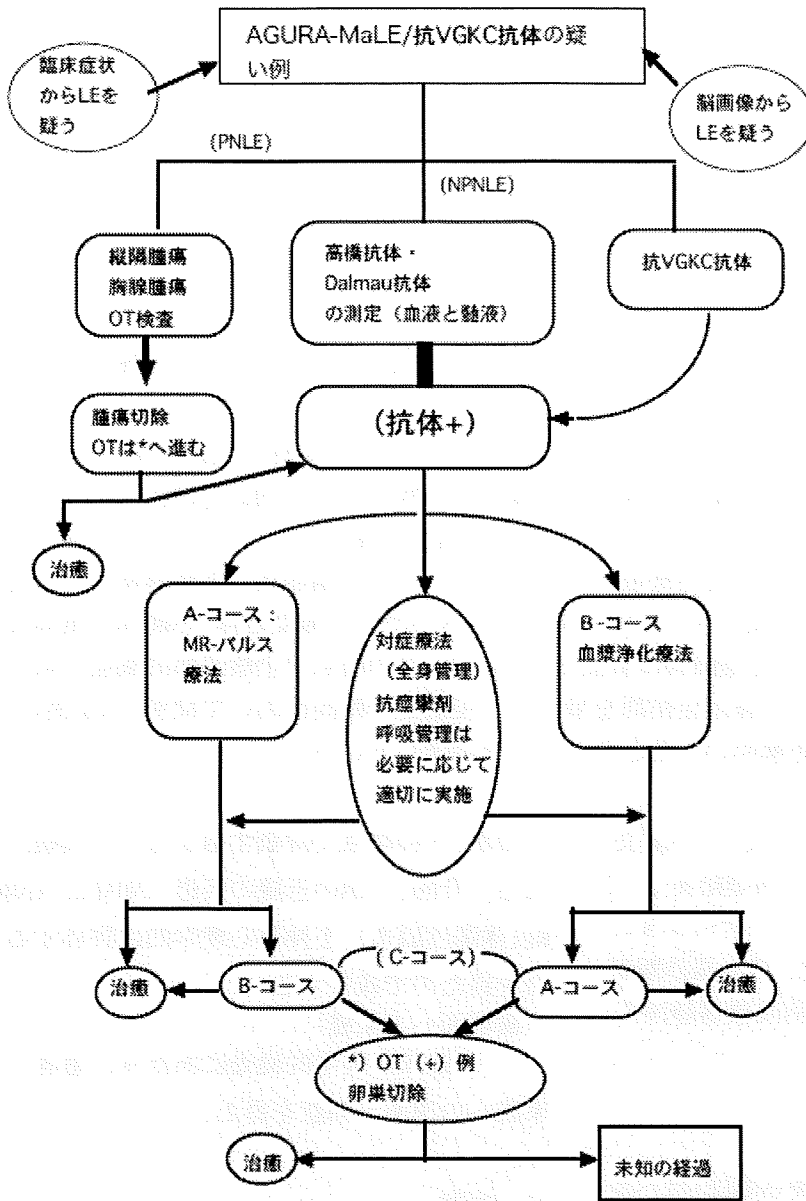 AGURA-MaLE/抗VGKC抗体の疑
い例
臨床症状
からLEを
疑う
脳画像から
LEを疑う
(PNLE)
(NPNLE)
縦隔腫瘍
胸腺腫瘍
OT検査
高橋抗体・
Dalmau抗体
の測定（血液と髄液）
抗VGKC抗体
腫瘍切除
OTは*へ進む
（抗体+）
治癒
A-コース：
MR-パルス
療法
対症療法
（全身管理）
抗痙攣剤
呼吸管理は
必要に応じて
適切に実施
B-コース
血漿浄化療法
治癒
B-コース
( C-コース)
A-コース
治癒
*）OT（+）例
卵巣切除
治癒
未知の経過